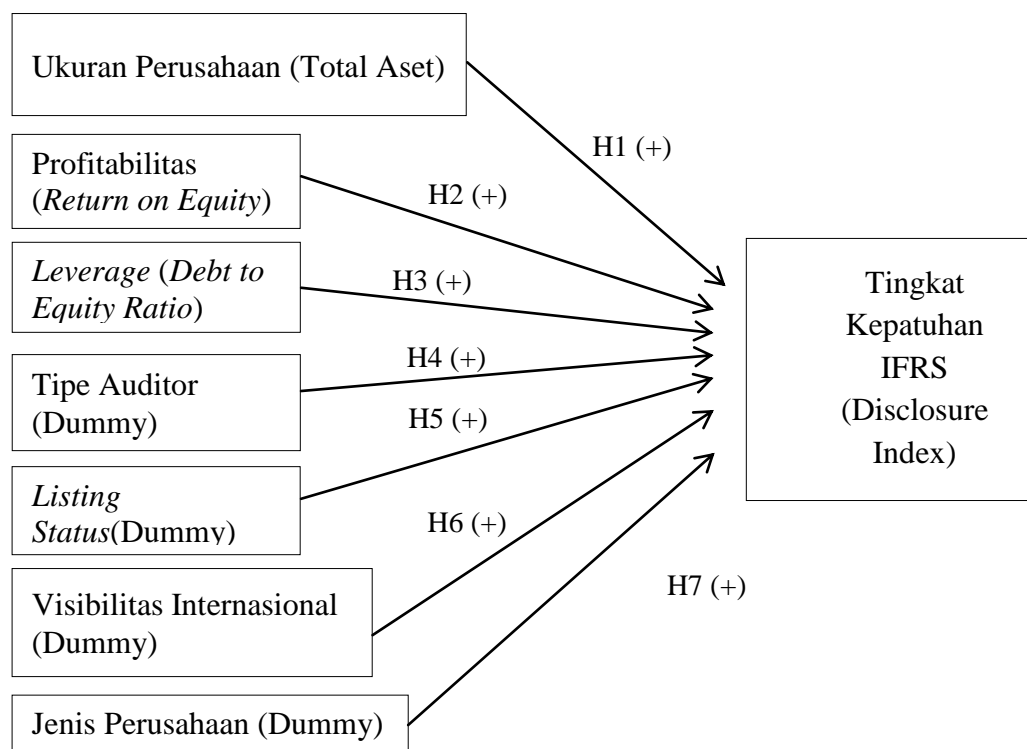 Ukuran Perusahaan (Total Aset)
H1 (+)
Profitabilitas
(Return on Equity)
H2 (+)
Leverage (Debt to
Equity Ratio)
H3 (+)
Tipe Auditor
(Dummy)
H4 (+)
Listing
Status(Dummy)
H5 (+)
Visibilitas Internasional
(Dummy)
H6 (+)
Jenis Perusahaan (Dummy)
H7 (+)
Tingkat
Kepatuhan
IFRS
(Disclosure
Index)